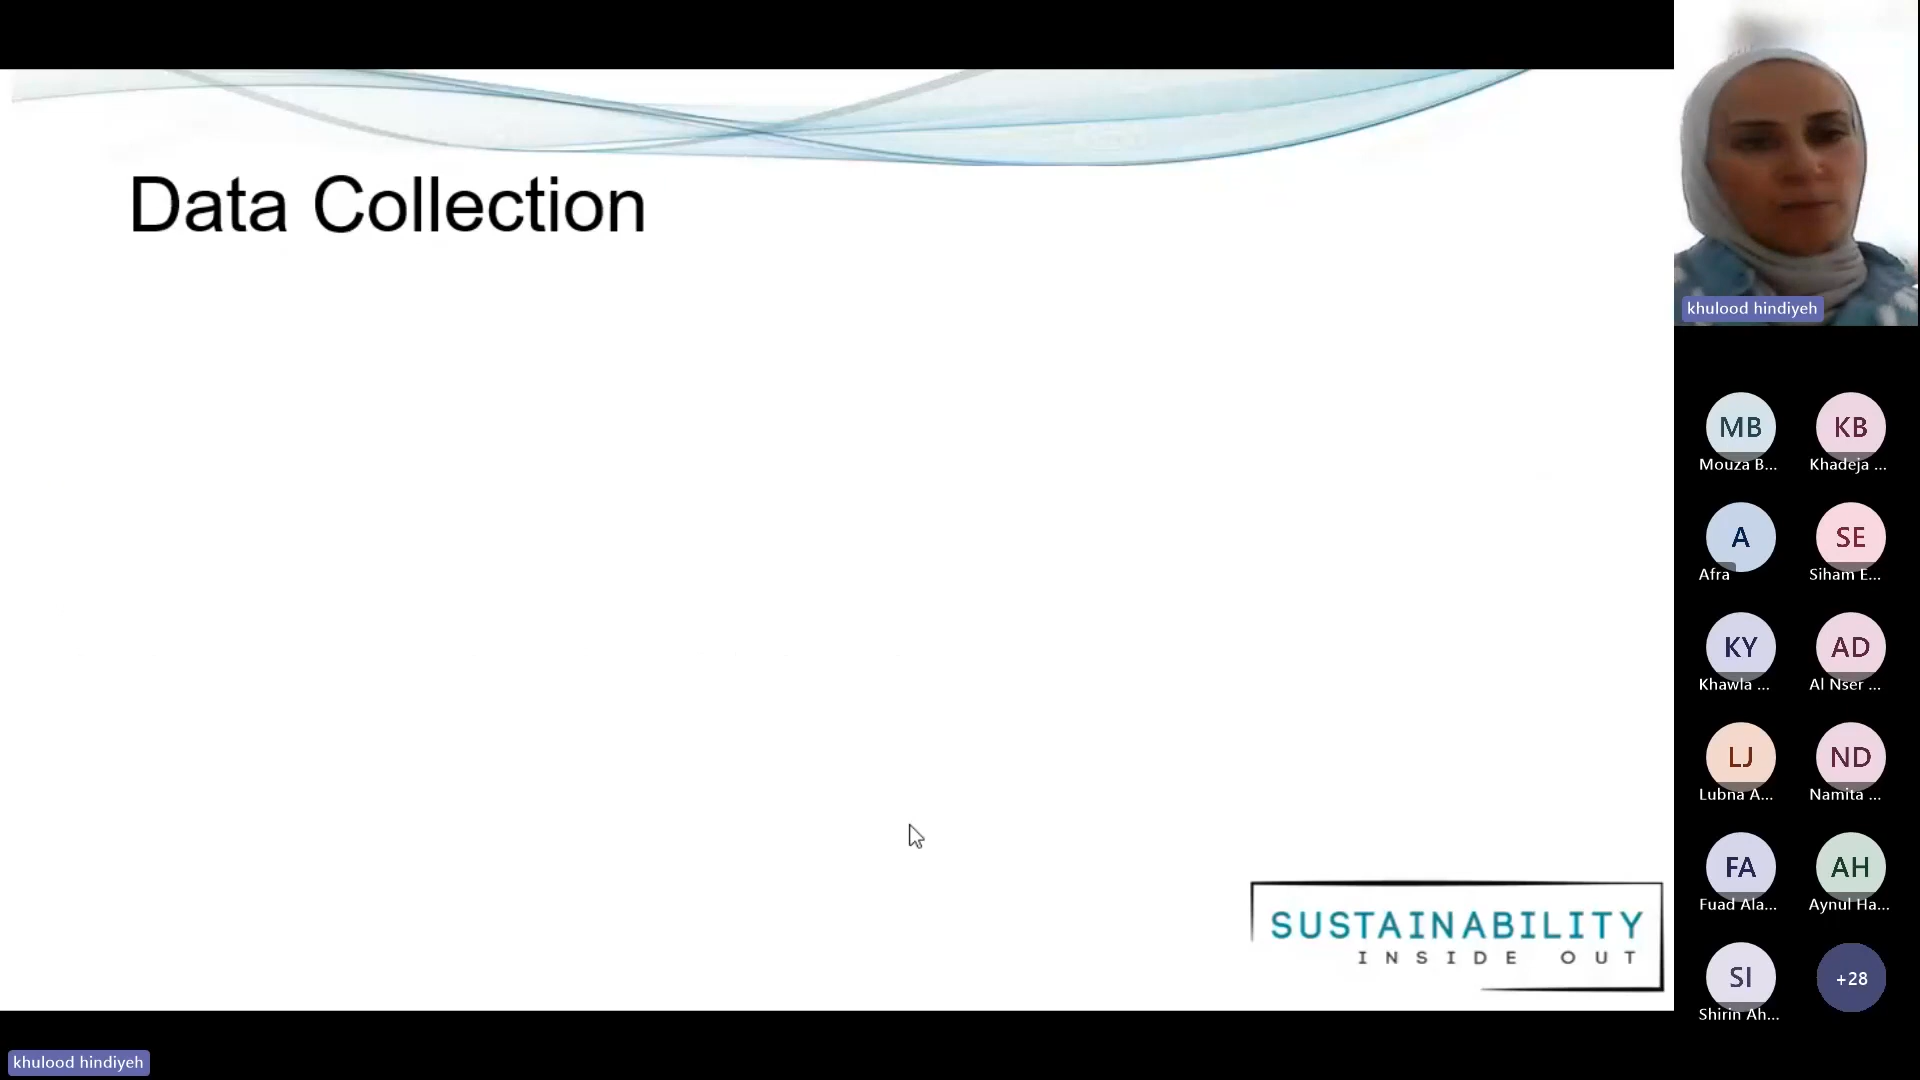 Data Collection
SUSTAINABILITY
INSIDE OUT
khulood hindiyeh
MB
Mouza B...
KB
Khadeja ...
A
Afra
SE
Siham E...
KY
Khawla ...
AD
Al Nser ...
LJ
Lubna A...
ND
Namita ...
FA
Fuad Ala...
AH
Aynul Ha...
SI
Shirin Ah...
+28
khulood hindiyeh